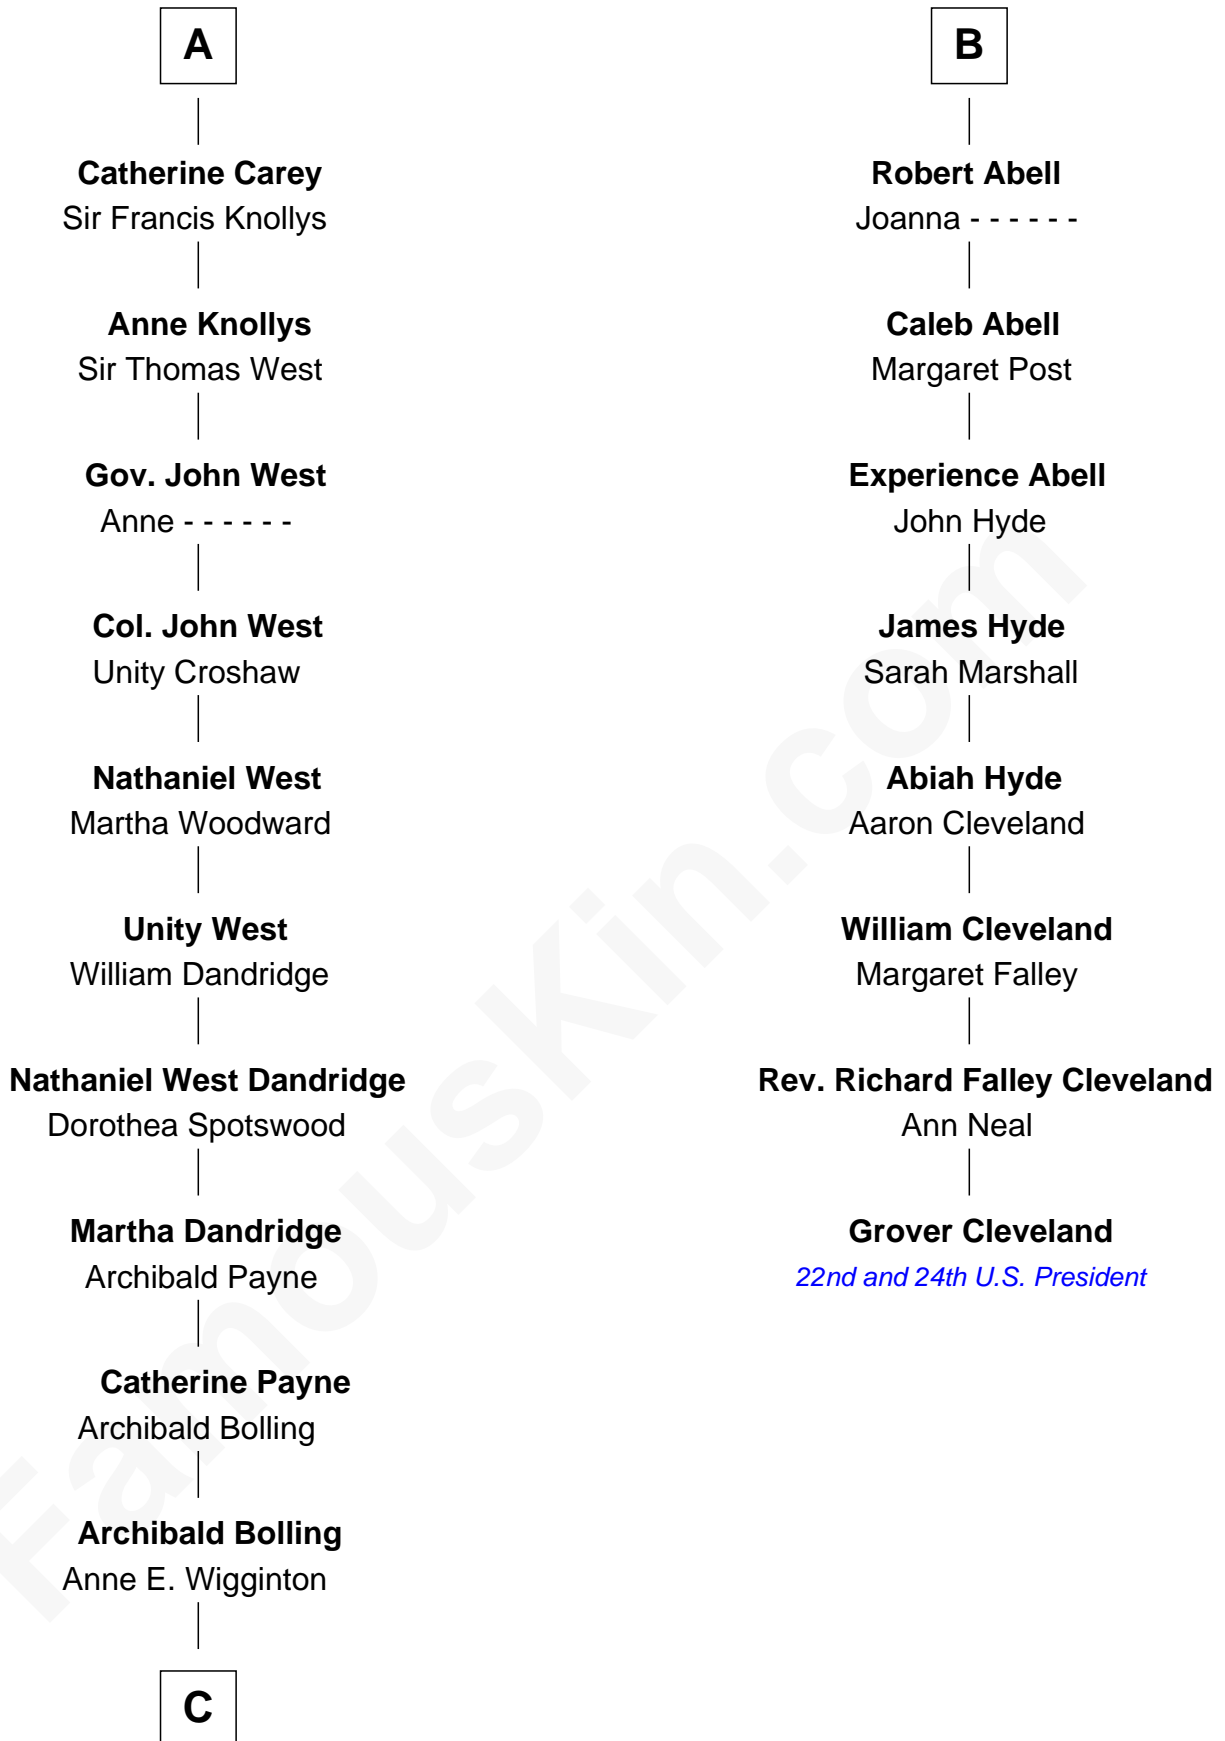 A
Catherine Carey
Sir Francis Knollys
Anne Knollys
Sir Thomas West
Gov. John West
Anne - - - - - -
Col. John West
Unity Croshaw
Nathaniel West
Martha Woodward
Unity West
William Dandridge
Nathaniel West Dandridge
Dorothea Spotswood
Martha Dandridge
Archibald Payne
Catherine Payne
Archibald Bolling
Archibald Bolling
Anne E. Wigginton
C
B
Robert Abell
Joanna - - - - - -
Caleb Abell
Margaret Post
Experience Abell
John Hyde
James Hyde
Sarah Marshall
Abiah Hyde
Aaron Cleveland
William Cleveland
Margaret Falley
Rev. Richard Falley Cleveland
Ann Neal
Grover Cleveland
22nd and 24th U.S. President
FamousKin.com